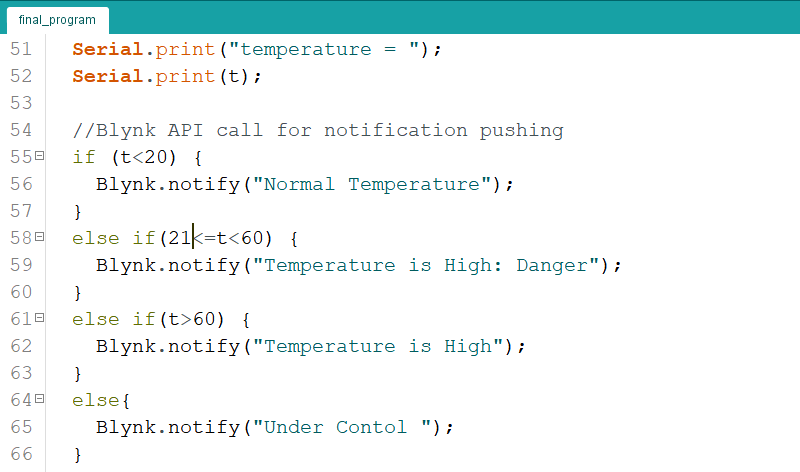 final_program
51 Serial.print("temperature = ");
52 Serial.print(t);
53
54 //Blynk API call for notification pushing
55 if (t<20) {
56 Blynk.notify("Normal Temperature");
57 }
58 else if(21<=t<60) {
59 Blynk.notify("Temperature is High: Danger");
60 }
61 else if(t>60) {
62 Blynk.notify("Temperature is High");
63 }
64 else{
65 Blynk.notify("Under Contol ");
66 }